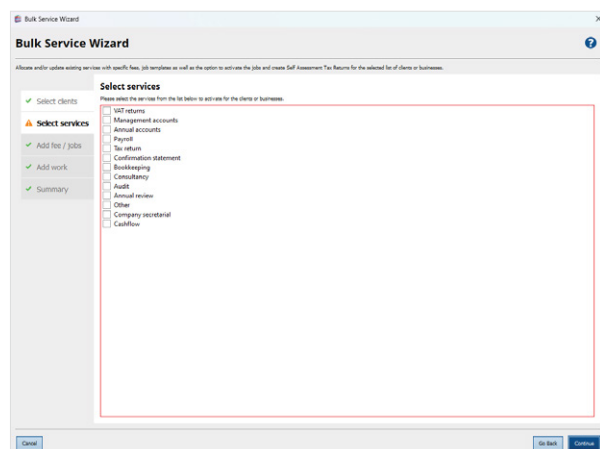 Bulk Service Wizard
Bulk Service Wizard
Allocate and/or update existing services with specific fees, job templates as well as the option to activate the jobs and create Self Assessment Tax Returns for the selected list of clients or businesses.
Select services
Please select the services from the list below to activate for the clients or businesses.
Select clients
Select services
Add fee / jobs
Add work
Summary
VAT returns
Management accounts
Annual accounts
Payroll
Tax return
Confirmation statement
Bookkeeping
Consultancy
Audit
Annual review
Other
Company secretarial
Cashflow
Cancel
Go Back
Continue